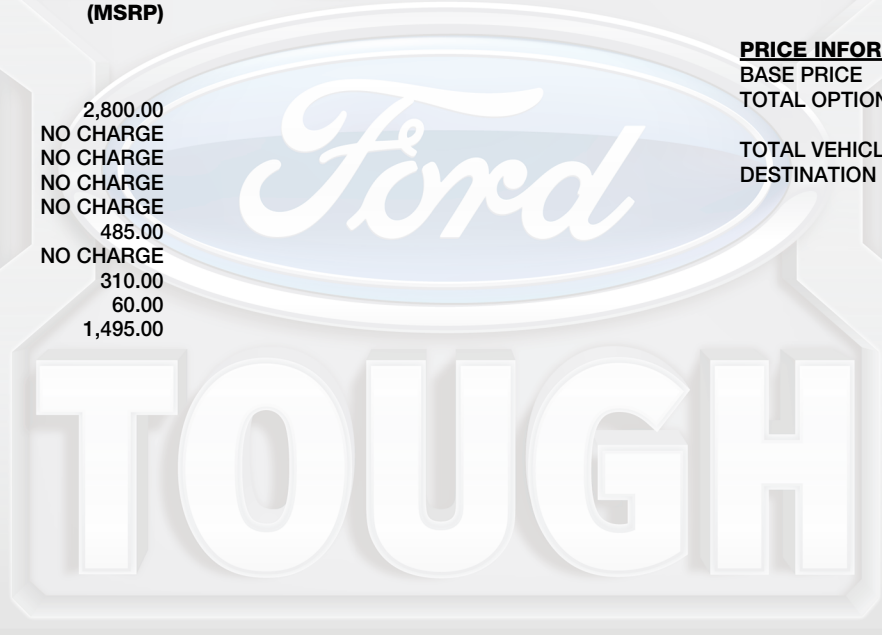 (MSRP)
2,800.00
NO CHARGE
NO CHARGE
NO CHARGE
NO CHARGE
485.00
NO CHARGE
310.00
60.00
1,495.00
PRICE INFOR
BASE PRICE
TOTAL OPTION
TOTAL VEHICL
DESTINATION
Ford
TOUGH